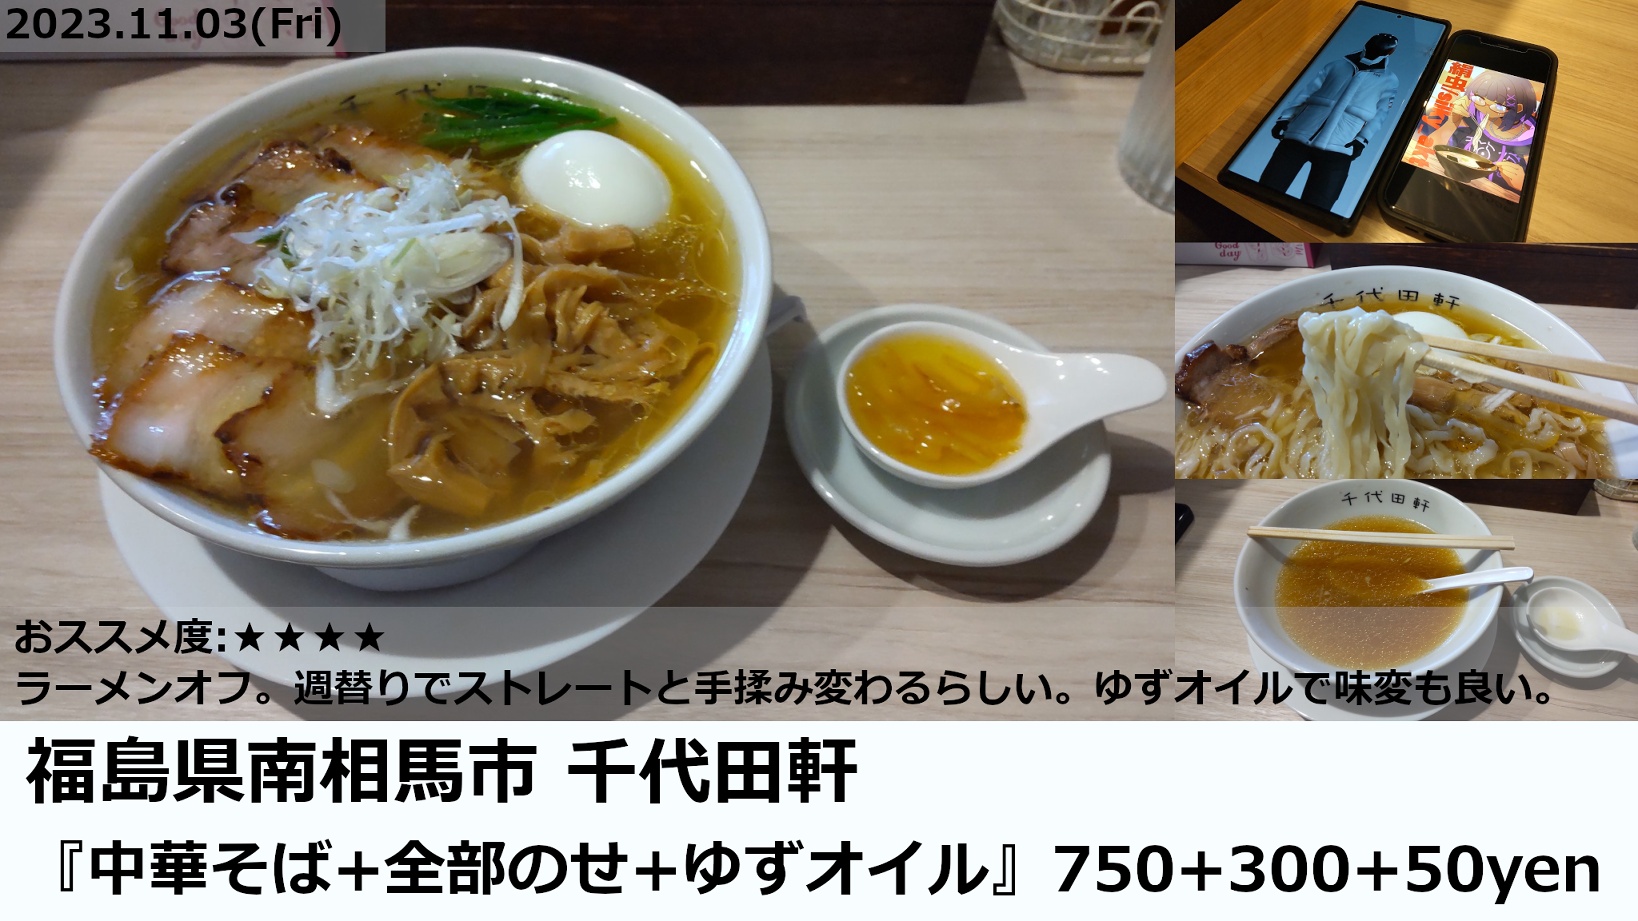 2023.11.03(Fri)
千代田軒
絹中
Good
day
千代田軒
千代田軒
おススメ度:★★★★
ラーメンオフ。週替りでストレートと手揉み変わるらしい。ゆずオイルで味変も良い。
福島県南相馬市 千代田軒
『中華そば+全部のせ+ゆずオイル』750+300+50yen